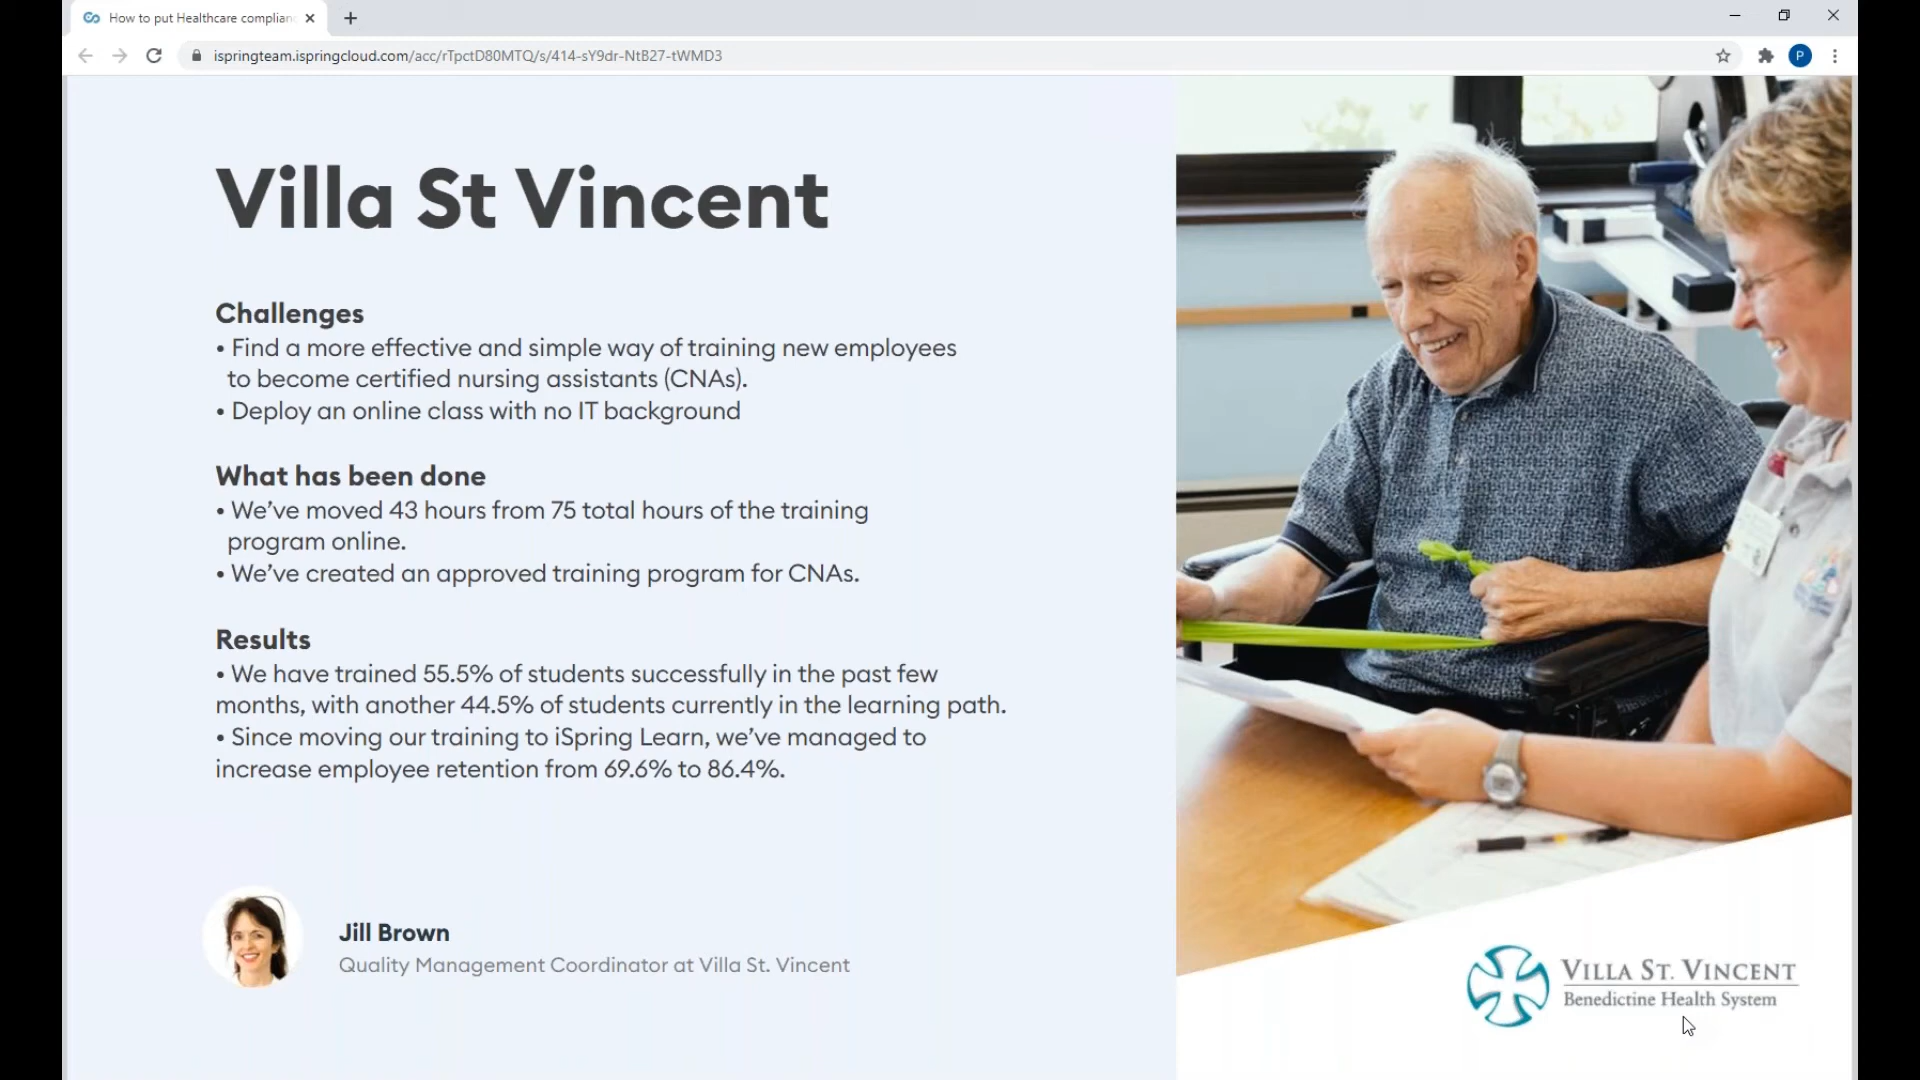 How to put Healthcare complian
ispringteam.ispringcloud.com/acc/rTpctD80MTQ/s/414-sY9dr-NtB27-tWMD3
P
Villa St Vincent
Challenges
• Find a more effective and simple way of training new employees
to become certified nursing assistants (CNAs).
• Deploy an online class with no IT background
What has been done
• We’ve moved 43 hours from 75 total hours of the training
program online.
• We’ve created an approved training program for CNAs.
Results
• We have trained 55.5% of students successfully in the past few
months, with another 44.5% of students currently in the learning path.
• Since moving our training to iSpring Learn, we’ve managed to
increase employee retention from 69.6% to 86.4%.
Jill Brown
Quality Management Coordinator at Villa St. Vincent
VILLA ST. VINCENT
Benedictine Health System